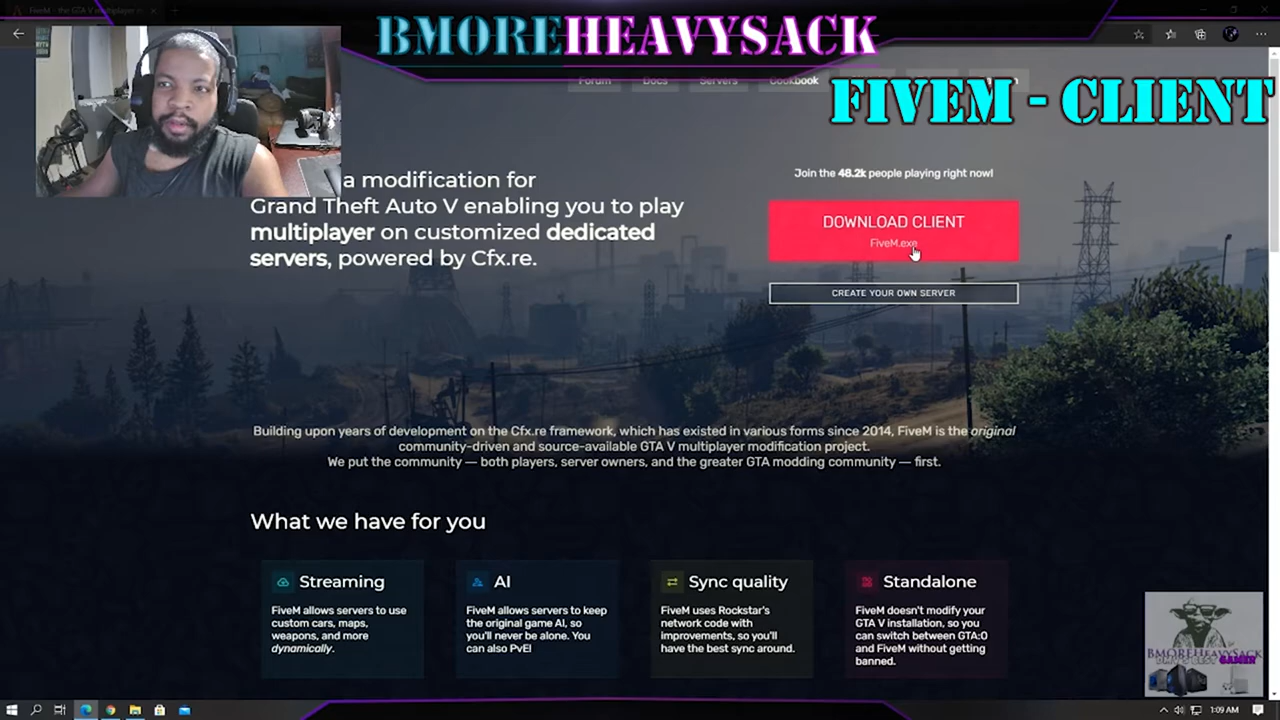 BMOREHEAVYSACK
FIVEM - CLIENT
Forum
Docs
Servers
Cookbook
Join the 48.2k people playing right now!
DOWNLOAD CLIENT
FiveM.exe
CREATE YOUR OWN SERVER
a modification for
Grand Theft Auto V enabling you to play
multiplayer on customized dedicated
servers, powered by Cfx.re.
Building upon years of development on the Cfx.re framework, which has existed in various forms since 2014, FiveM is the original
community-driven and source-available GTA V multiplayer modification project.
We put the community — both players, server owners, and the greater GTA modding community — first.
What we have for you
Streaming
FiveM allows servers to use
custom cars, maps,
weapons, and more
dynamically.
AI
FiveM allows servers to keep
the original game AI, so
you'll never be alone. You
can also PvE!
Sync quality
FiveM uses Rockstar's
network code with
improvements, so you'll
have the best sync around.
Standalone
FiveM doesn't modify your
GTA V installation, so you
can switch between GTA:O
and FiveM without getting
banned.
BMOREHEAVYSACK
DMV'S BEST GAMER
1:09 AM